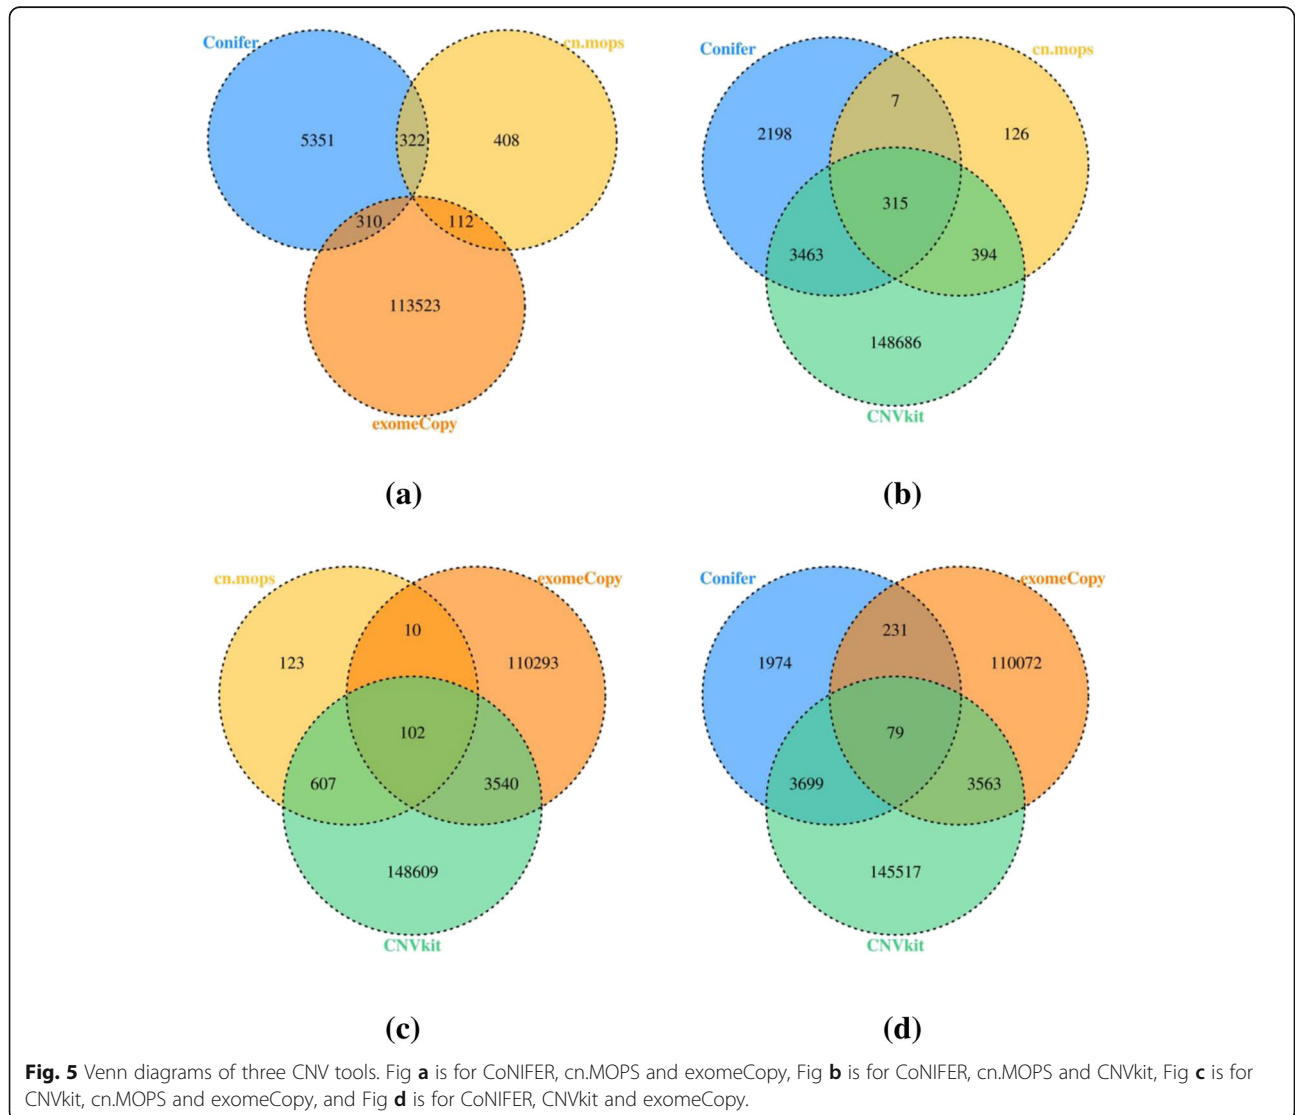 Conifer
cn.mops
5351
322
408
310
112
113523
exomeCopy
(a)
Conifer
cn.mops
7
2198
126
315
3463
394
148686
CNVkit
(b)
cn.mops
exomeCopy
10
123
110293
102
607
3540
148609
CNVkit
(c)
Conifer
exomeCopy
231
1974
110072
79
3699
3563
145517
CNVkit
(d)
Fig. 5 Venn diagrams of three CNV tools. Fig a is for CoNIFER, cn.MOPS and exomeCopy, Fig b is for CoNIFER, cn.MOPS and CNVkit, Fig c is for
CNVkit, cn.MOPS and exomeCopy, and Fig d is for CoNIFER, CNVkit and exomeCopy.